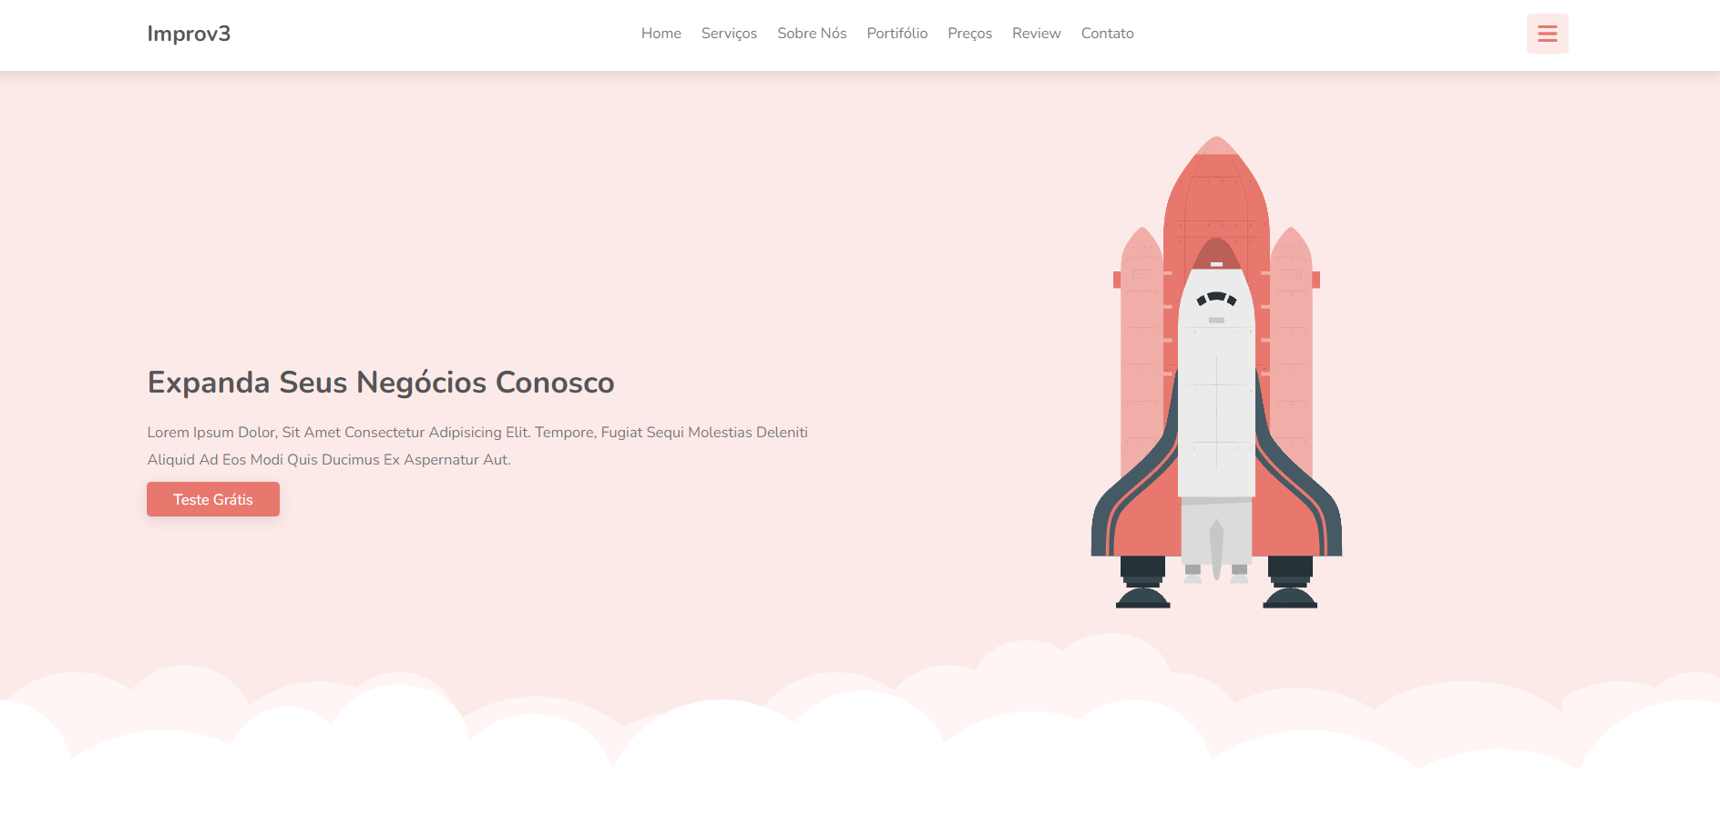 Improv3
Home Serviços Sobre Nós Portifólio Preços Review Contato
Expanda Seus Negócios Conosco
Lorem Ipsum Dolor, Sit Amet Consectetur Adipisicing Elit. Tempore, Fugiat Sequi Molestias Deleniti
Aliquid Ad Eos Modi Quis Ducimus Ex Aspernatur Aut.
Teste Grátis